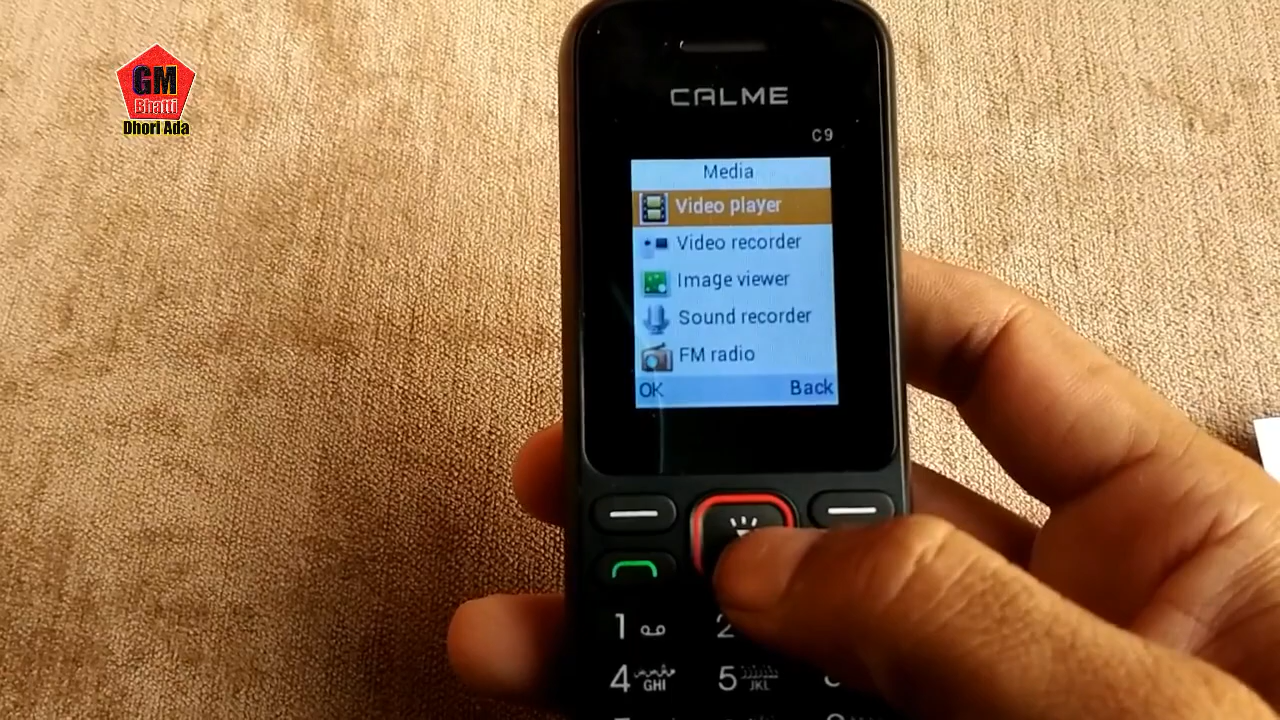 GM
Bhatti
Dhori Ada
CALME
C9
Media
Video player
Video recorder
Image viewer
Sound recorder
FM radio
OK
Back
1
2
4 GHI
5 JKL